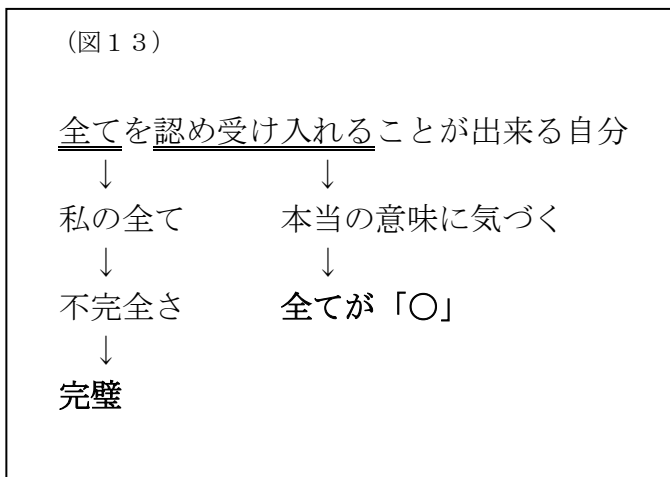 （図１３）
全てを認め受け入れることが出来る自分
↓ ↓
私の全て 本当の意味に気づく
↓ ↓
不完全さ 全てが「〇」
↓
完璧